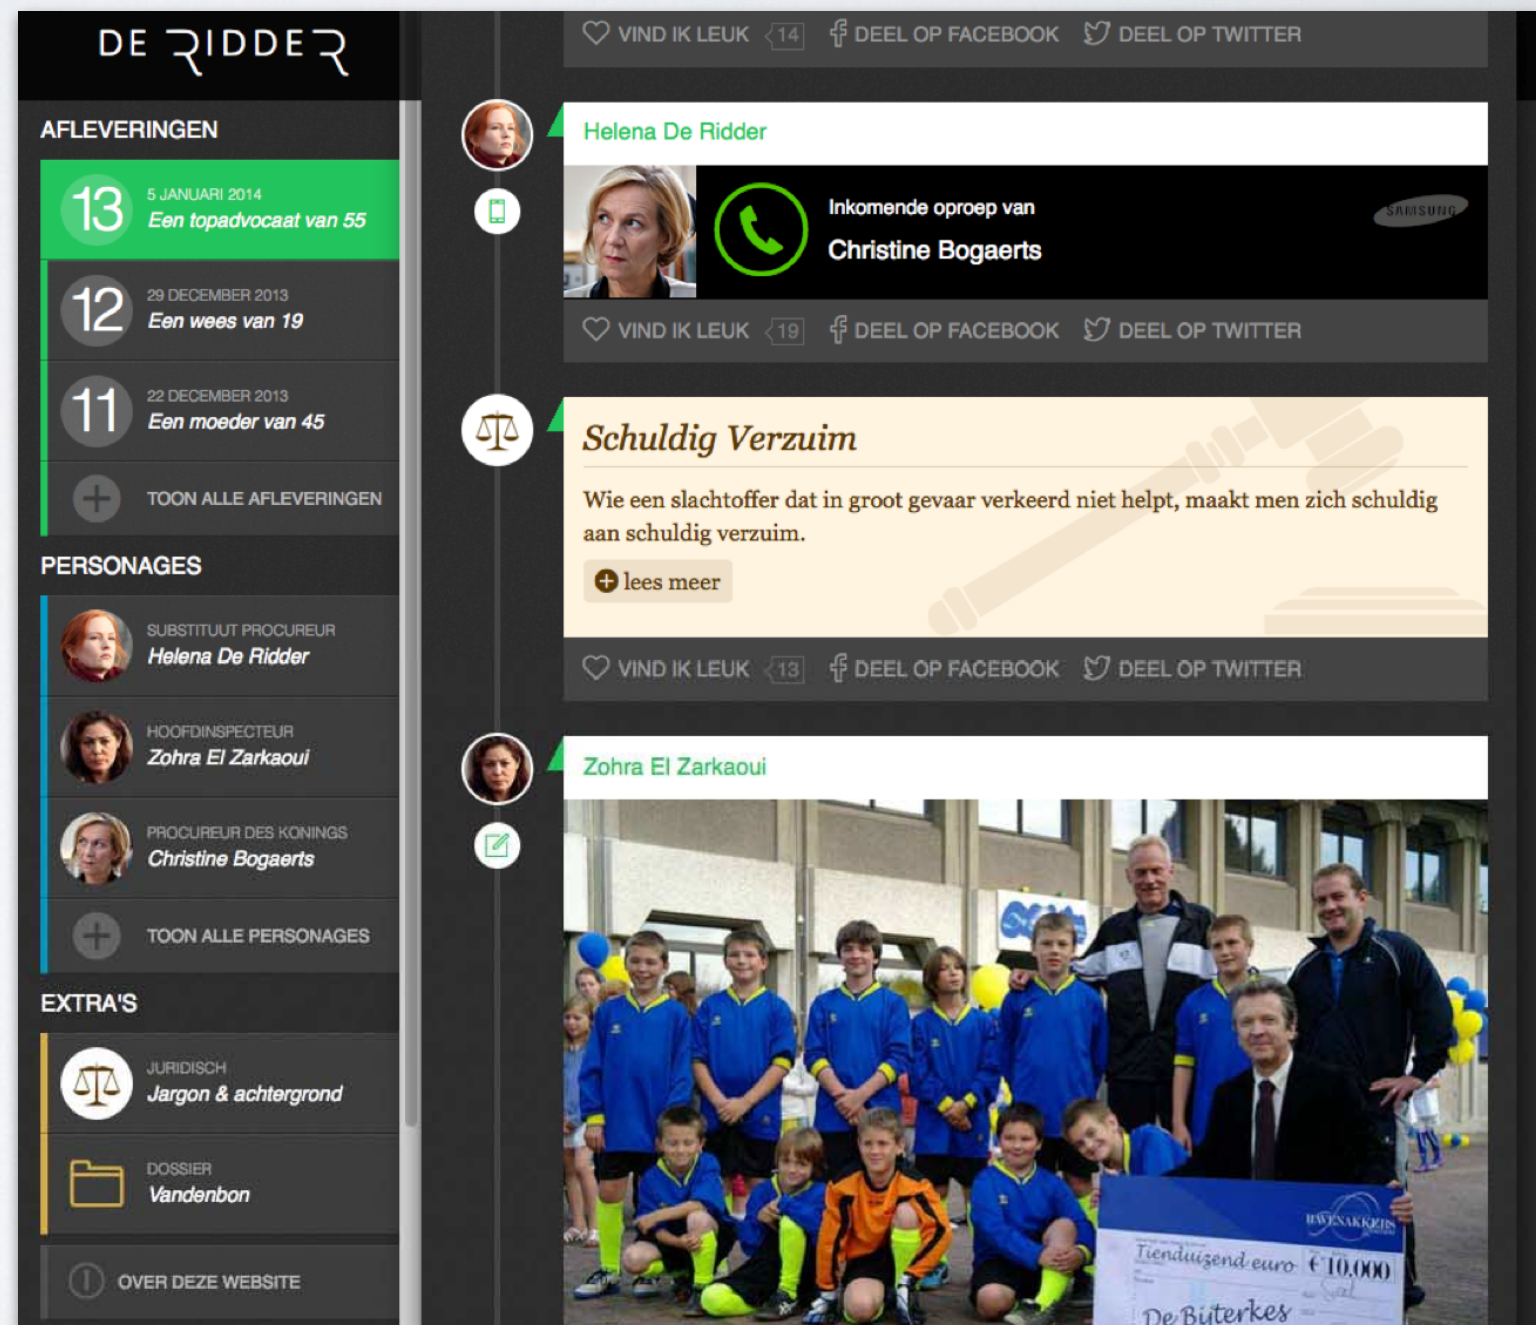 DE RIDDER
AFLEVERINGEN
13
5 JANUARI 2014
Een topadvocaat van 55
12
29 DECEMBER 2013
Een wees van 19
11
22 DECEMBER 2013
Een moeder van 45
TOON ALLE AFLEVERINGEN
PERSONAGES
SUBSTITUUT PROCUREUR
Helena De Ridder
HOOFDINSPECTEUR
Zohra El Zarkaoui
PROCUREUR DES KONINGS
Christine Bogaerts
TOON ALLE PERSONAGES
EXTRA'S
JURIDISCH
Jargon & achtergrond
DOSSIER
Vandenbon
OVER DEZE WEBSITE
VIND IK LEUK 14 DEEL OP FACEBOOK DEEL OP TWITTER
Helena De Ridder
Inkomende oproep van
Christine Bogaerts
SAMSUNG
VIND IK LEUK 19 DEEL OP FACEBOOK DEEL OP TWITTER
Schuldig Verzuim
Wie een slachtoffer dat in groot gevaar verkeerd niet helpt, maakt men zich schuldig
aan schuldig verzuim.
lees meer
VIND IK LEUK 13 DEEL OP FACEBOOK DEEL OP TWITTER
Zohra El Zarkaoui
HAVENAKKERS
Tienduizend euro €10,000
De Bijterkes